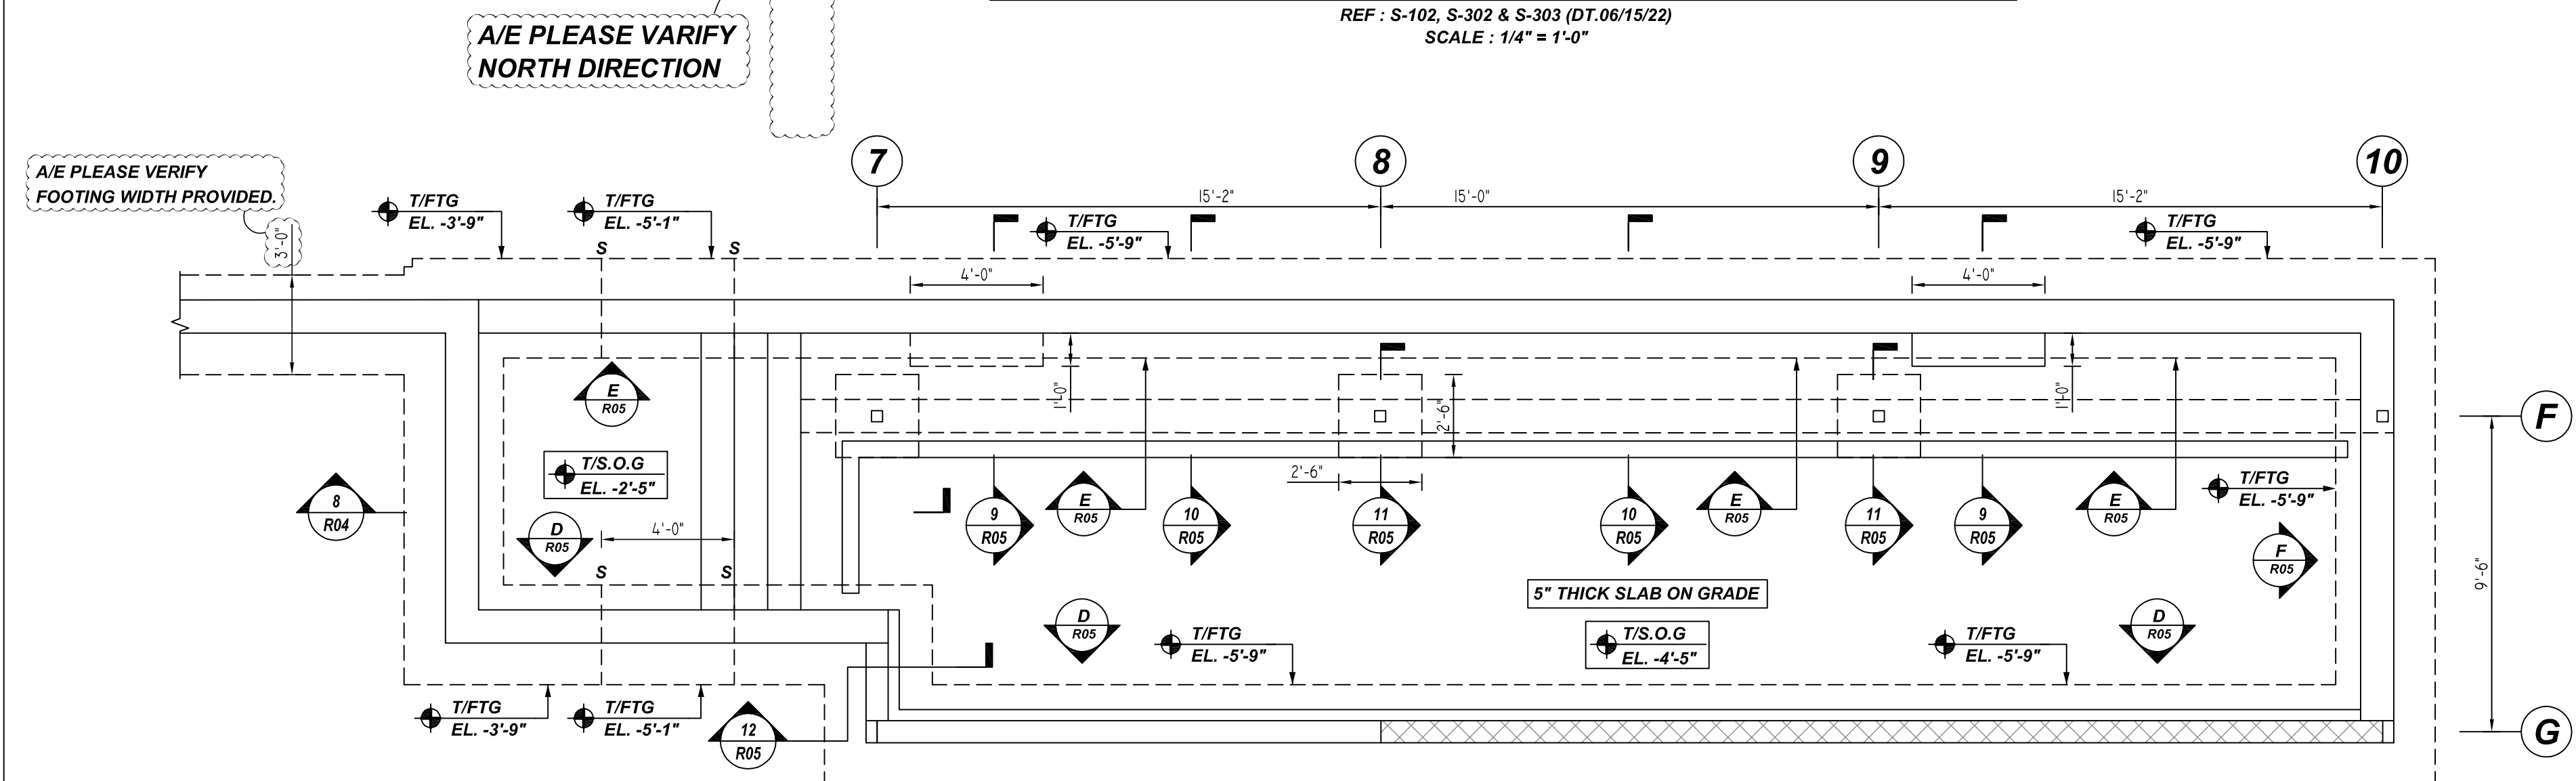 REF : S-102, S-302 & S-303 (DT.06/15/22)
SCALE : 1/4" = 1'-0"
A/E PLEASE VARIFY
NORTH DIRECTION
A/E PLEASE VERIFY
FOOTING WIDTH PROVIDED.
7
8
9
10
15'-2"
15'-0"
15'-2"
T/FTG
EL. -3'-9"
T/FTG
EL. -5'-1"
T/FTG
EL. -5'-9"
T/FTG
EL. -5'-9"
3'-0"
S
S
4'-0"
4'-0"
E
R05
1'-0"
1'-0"
2'-6"
F
T/S.O.G
EL. -2'-5"
2'-6"
T/FTG
EL. -5'-9"
8
R04
D
R05
4'-0"
9
R05
E
R05
10
R05
11
R05
10
R05
E
R05
11
R05
9
R05
E
R05
F
R05
S
S
9'-6"
5" THICK SLAB ON GRADE
D
R05
T/FTG
EL. -5'-9"
T/S.O.G
EL. -4'-5"
T/FTG
EL. -5'-9"
D
R05
T/FTG
EL. -3'-9"
T/FTG
EL. -5'-1"
12
R05
G